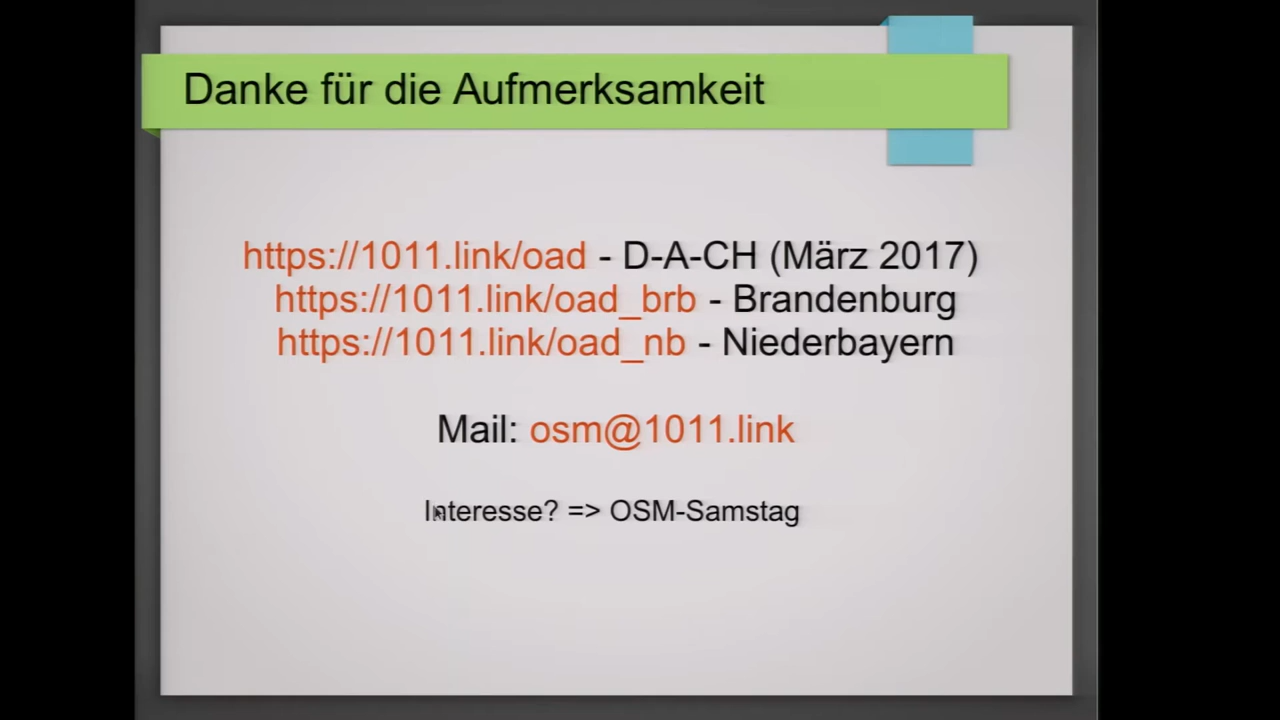 Danke für die Aufmerksamkeit
https://1011.link/oad - D-A-CH (März 2017)
https://1011.link/oad_brb - Brandenburg
https://1011.link/oad_nb - Niederbayern
Mail: osm@1011.link
Interesse? => OSM-Samstag